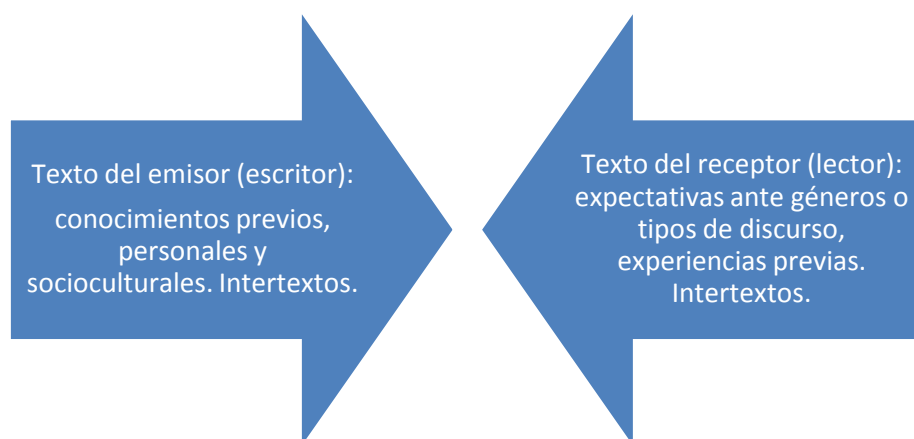 Texto del emisor (escritor):
conocimientos previos,
personales y
socioculturales. Intertextos.
Texto del receptor (lector):
expectativas ante géneros o
tipos de discurso,
experiencias previas.
Intertextos.